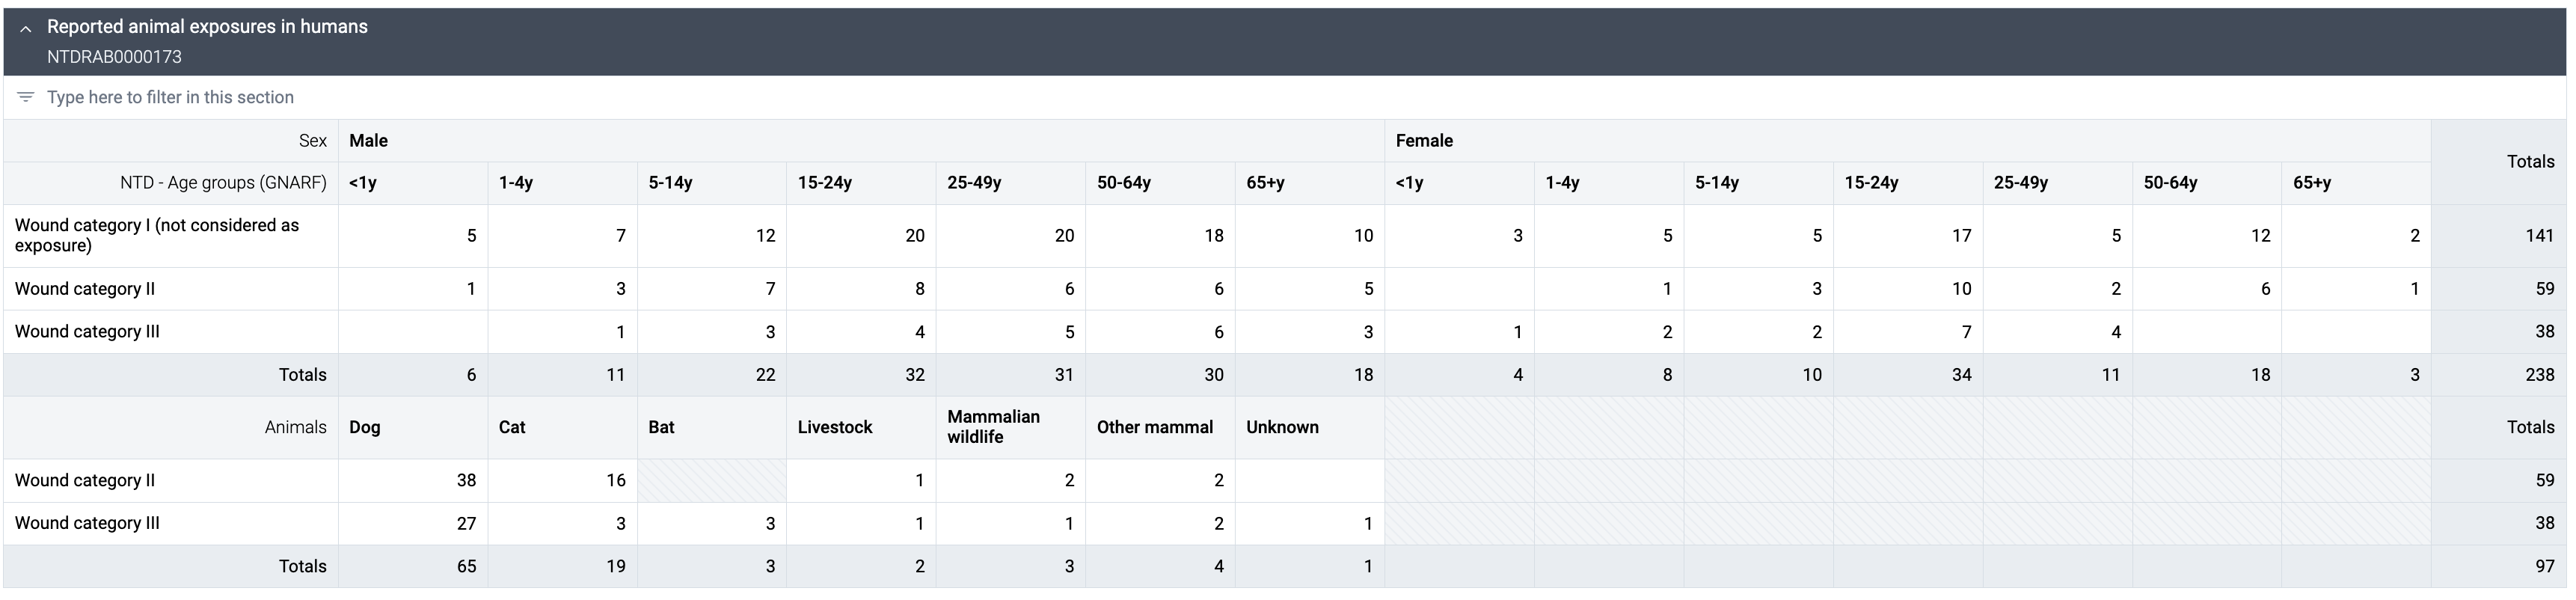 Reported animal exposures in humans
NTDRAB0000173
Type here to filter in this section
Sex Male Female Totals
NTD - Age groups (GNARF) <1y 1-4y 5-14y 15-24y 25-49y 50-64y 65+y <1y 1-4y 5-14y 15-24y 25-49y 50-64y 65+y
Wound category I (not considered as
exposure) 5 7 12 20 20 18 10 3 5 5 17 5 12 2 141
Wound category II 1 3 7 8 6 6 5 1 3 10 2 6 1 59
Wound category III 1 3 4 5 6 3 1 2 2 7 4 38
Totals 6 11 22 32 31 30 18 4 8 10 34 11 18 3 238
Animals Dog Cat Bat Livestock Mammalian
wildlife Other mammal Unknown Totals
Wound category II 38 16 1 2 2 59
Wound category III 27 3 3 1 1 2 1 38
Totals 65 19 3 2 3 4 1 97